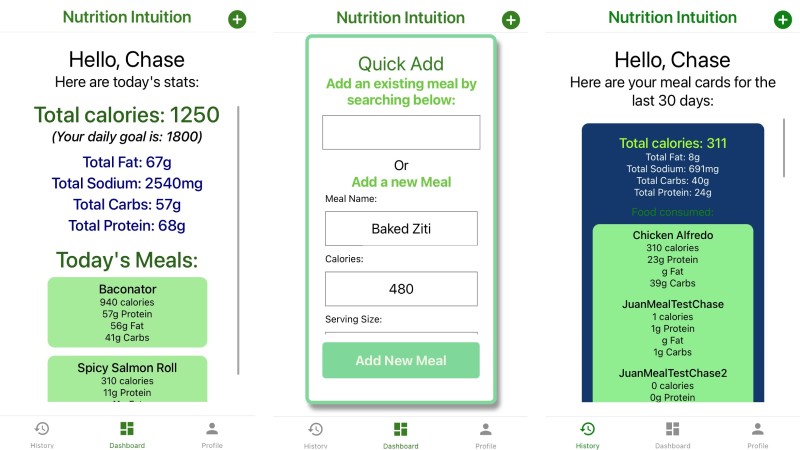 Nutrition Intuition
Hello, Chase
Here are today's stats:
Total calories: 1250
(Your daily goal is: 1800)
Total Fat: 67g
Total Sodium: 2540mg
Total Carbs: 57g
Total Protein: 68g
Today's Meals:
Baconator
940 calories
57g Protein
56g Fat
41g Carbs
Spicy Salmon Roll
310 calories
11g Protein
History
Dashboard
Profile
Nutrition Intuition
Quick Add
Add an existing meal by
searching below:
Or
Add a new Meal
Meal Name:
Baked Ziti
Calories:
480
Serving Size:
Add New Meal
History
Dashboard
Profile
Nutrition Intuition
Hello, Chase
Here are your meal cards for the
last 30 days:
Total calories: 311
Total Fat: 8g
Total Sodium: 691mg
Total Carbs: 40g
Total Protein: 24g
Food consumed:
Chicken Alfredo
310 calories
23g Protein
g Fat
39g Carbs
JuanMealTestChase
1 calories
1g Protein
g Fat
1g Carbs
JuanMealTestChase2
0 calories
0g Protein
History
Dashboard
Profile